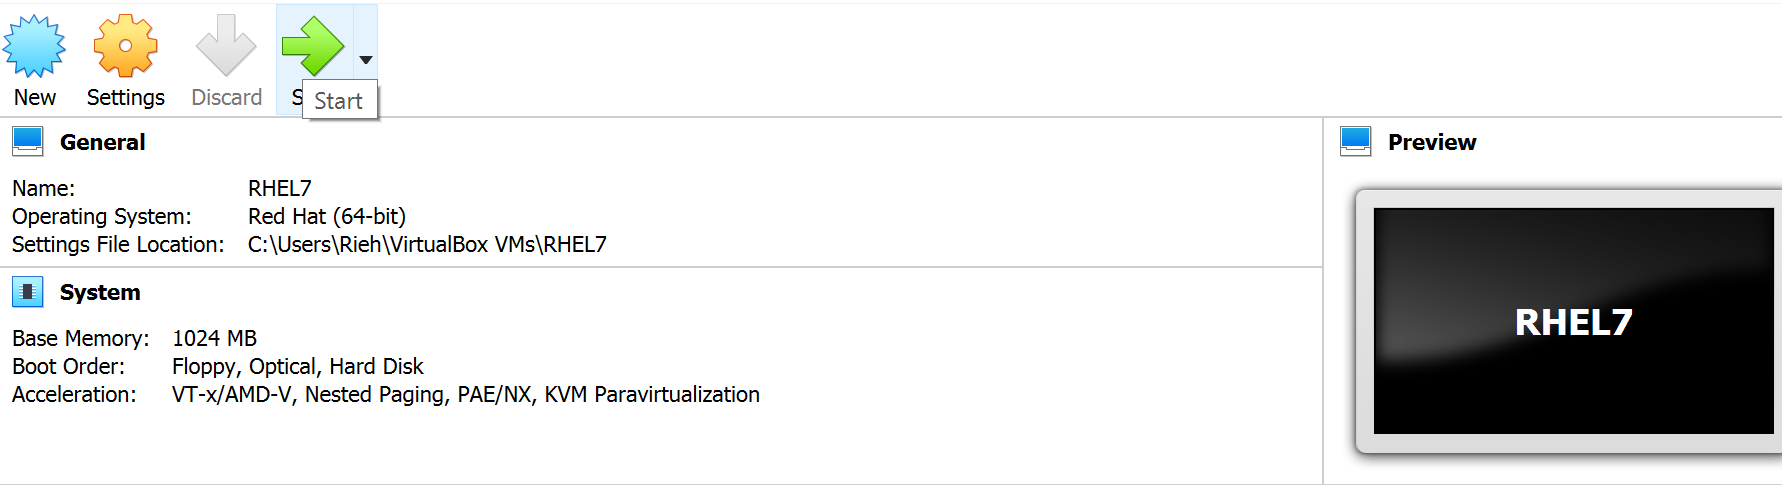 New Settings Discard S Start
General
Name: RHEL7
Operating System: Red Hat (64-bit)
Settings File Location: C:\Users\Rieh\VirtualBox VMs\RHEL7
System
Base Memory: 1024 MB
Boot Order: Floppy, Optical, Hard Disk
Acceleration: VT-x/AMD-V, Nested Paging, PAE/NX, KVM Paravirtualization
Preview
RHEL7